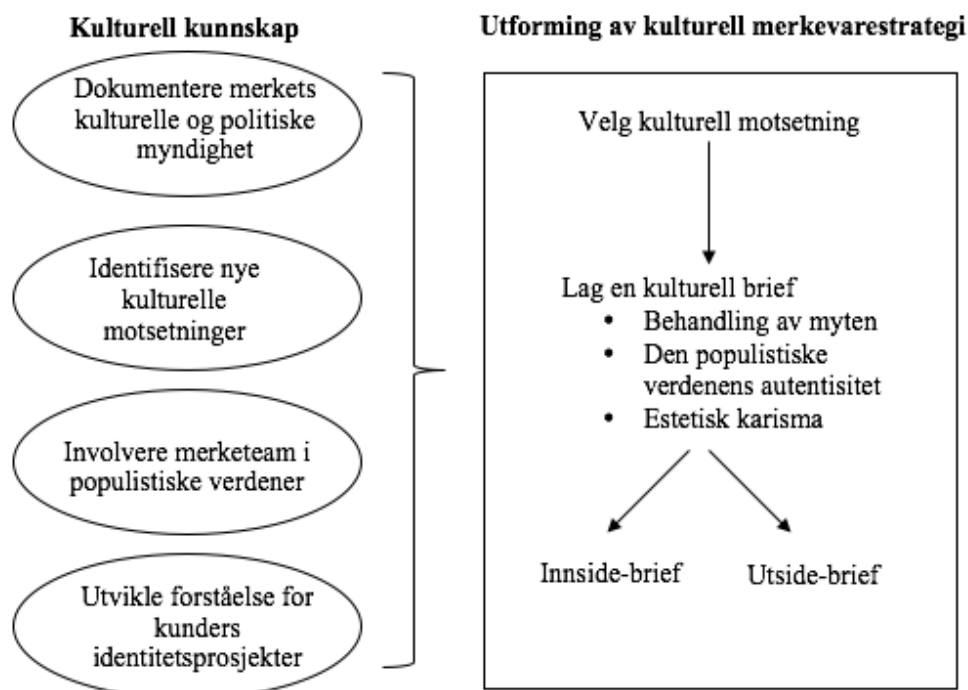 Kulturell kunnskap
Dokumentere merkets
kulturelle og politiske
myndighet
Identifisere nye
kulturelle
motsetninger
Involvere merketeam i
populistiske verdener
Utvikle forståelse for
kunders
identitetsprosjekter
Utforming av kulturell merkevarestrategi
Velg kulturell motsetning
Lag en kulturell brief
• Behandling av myten
• Den populistiske
verdenens autentisitet
• Estetisk karisma
Innside-brief
Utside-brief